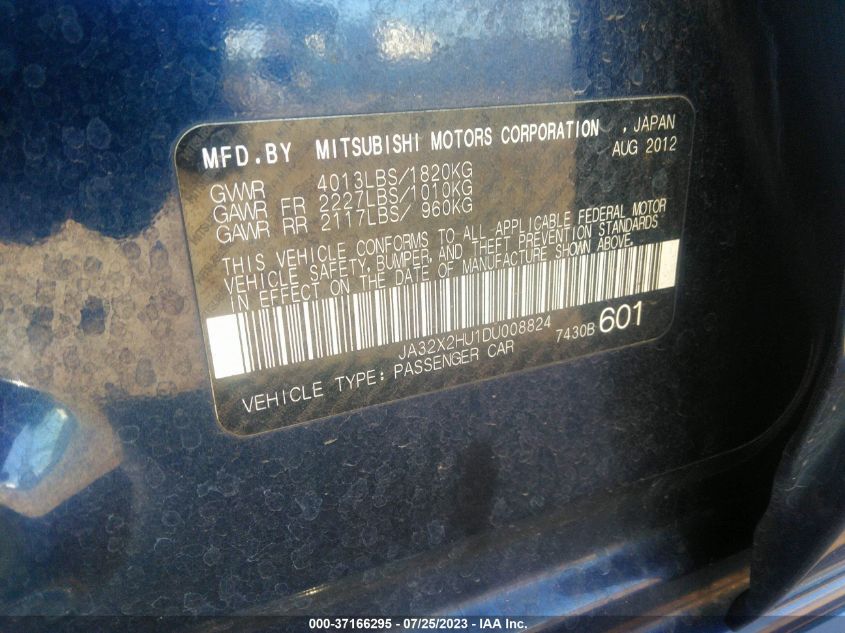 MFD.BY MITSUBISHI MOTORS CORPORATION , JAPAN
AUG 2012
GVWR 4013LBS/1820KG
GAWR FR 2227LBS/1010KG
GAWR RR 2117LBS/ 960KG
THIS VEHICLE CONFORMS TO ALL APPLICABLE FEDERAL MOTOR
VEHICLE SAFETY, BUMPER, AND THEFT PREVENTION STANDARDS
IN EFFECT ON THE DATE OF MANUFACTURE SHOWN ABOVE.
JA32X2HU1DU008824 7430B 601
VEHICLE TYPE: PASSENGER CAR
000-37166295 - 07/25/2023 - IAA Inc.